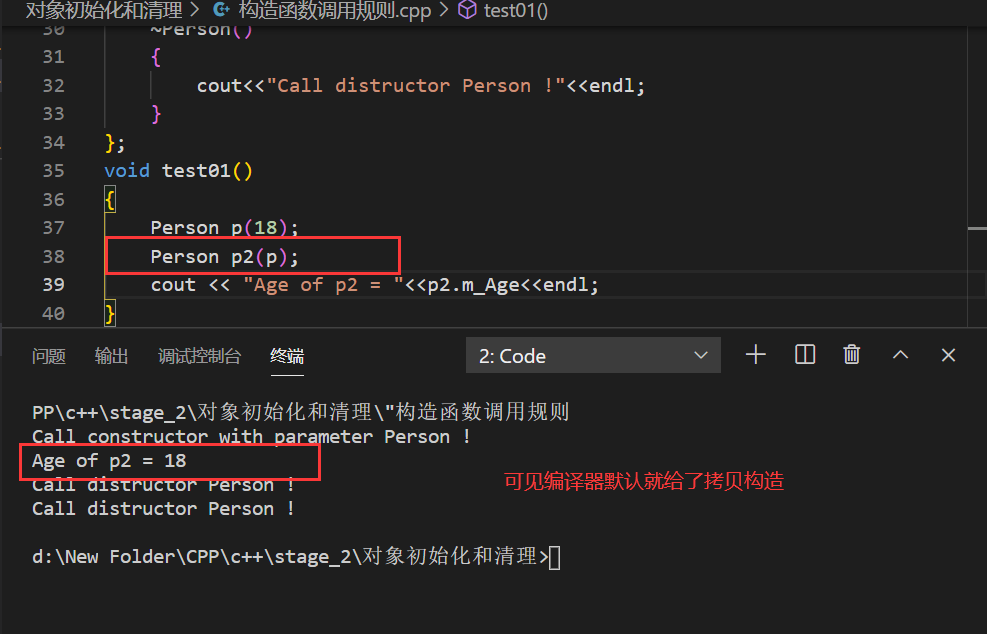 对象初始化和清理 > 构造函数调用规则.cpp > test01()
30 ~Person()
31 {
32 cout<<"Call distructor Person !"<<endl;
33 }
34 };
35 void test01()
36 {
37 Person p(18);
38 Person p2(p);
39 cout << "Age of p2 = "<<p2.m_Age<<endl;
40 }
问题 输出 调试控制台 终端 2: Code
PP\c++\stage_2\对象初始化和清理\"构造函数调用规则
Call constructor with parameter Person !
Age of p2 = 18
Call distructor Person !
可见编译器默认就给了拷贝构造
Call distructor Person !
d:\New Folder\CPP\c++\stage_2\对象初始化和清理>